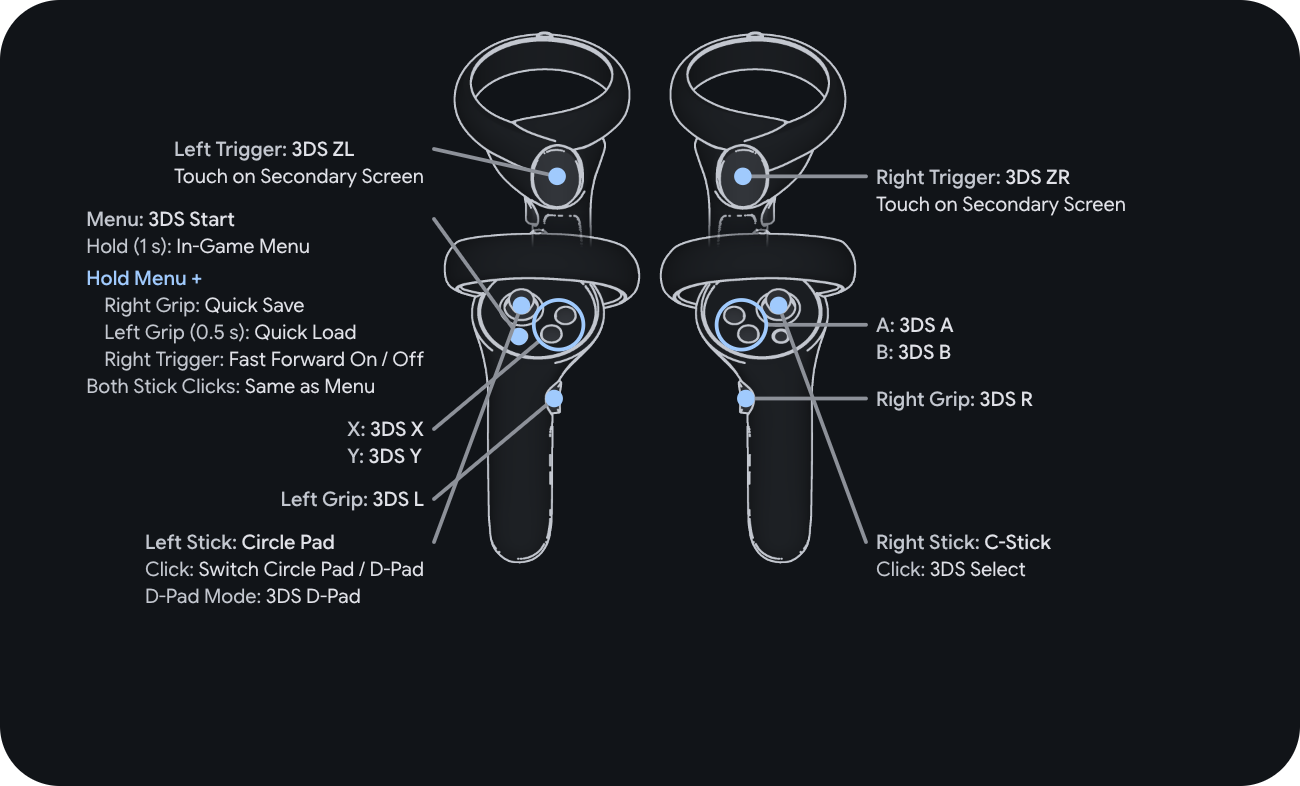 Left Trigger: 3DS ZL
Touch on Secondary Screen
Menu: 3DS Start
Hold (1 s): In-Game Menu
Hold Menu +
Right Grip: Quick Save
Left Grip (0.5 s): Quick Load
Right Trigger: Fast Forward On / Off
Both Stick Clicks: Same as Menu
X: 3DS X
Y: 3DS Y
Left Grip: 3DS L
Left Stick: Circle Pad
Click: Switch Circle Pad / D-Pad
D-Pad Mode: 3DS D-Pad
Right Trigger: 3DS ZR
Touch on Secondary Screen
A: 3DS A
B: 3DS B
Right Grip: 3DS R
Right Stick: C-Stick
Click: 3DS Select